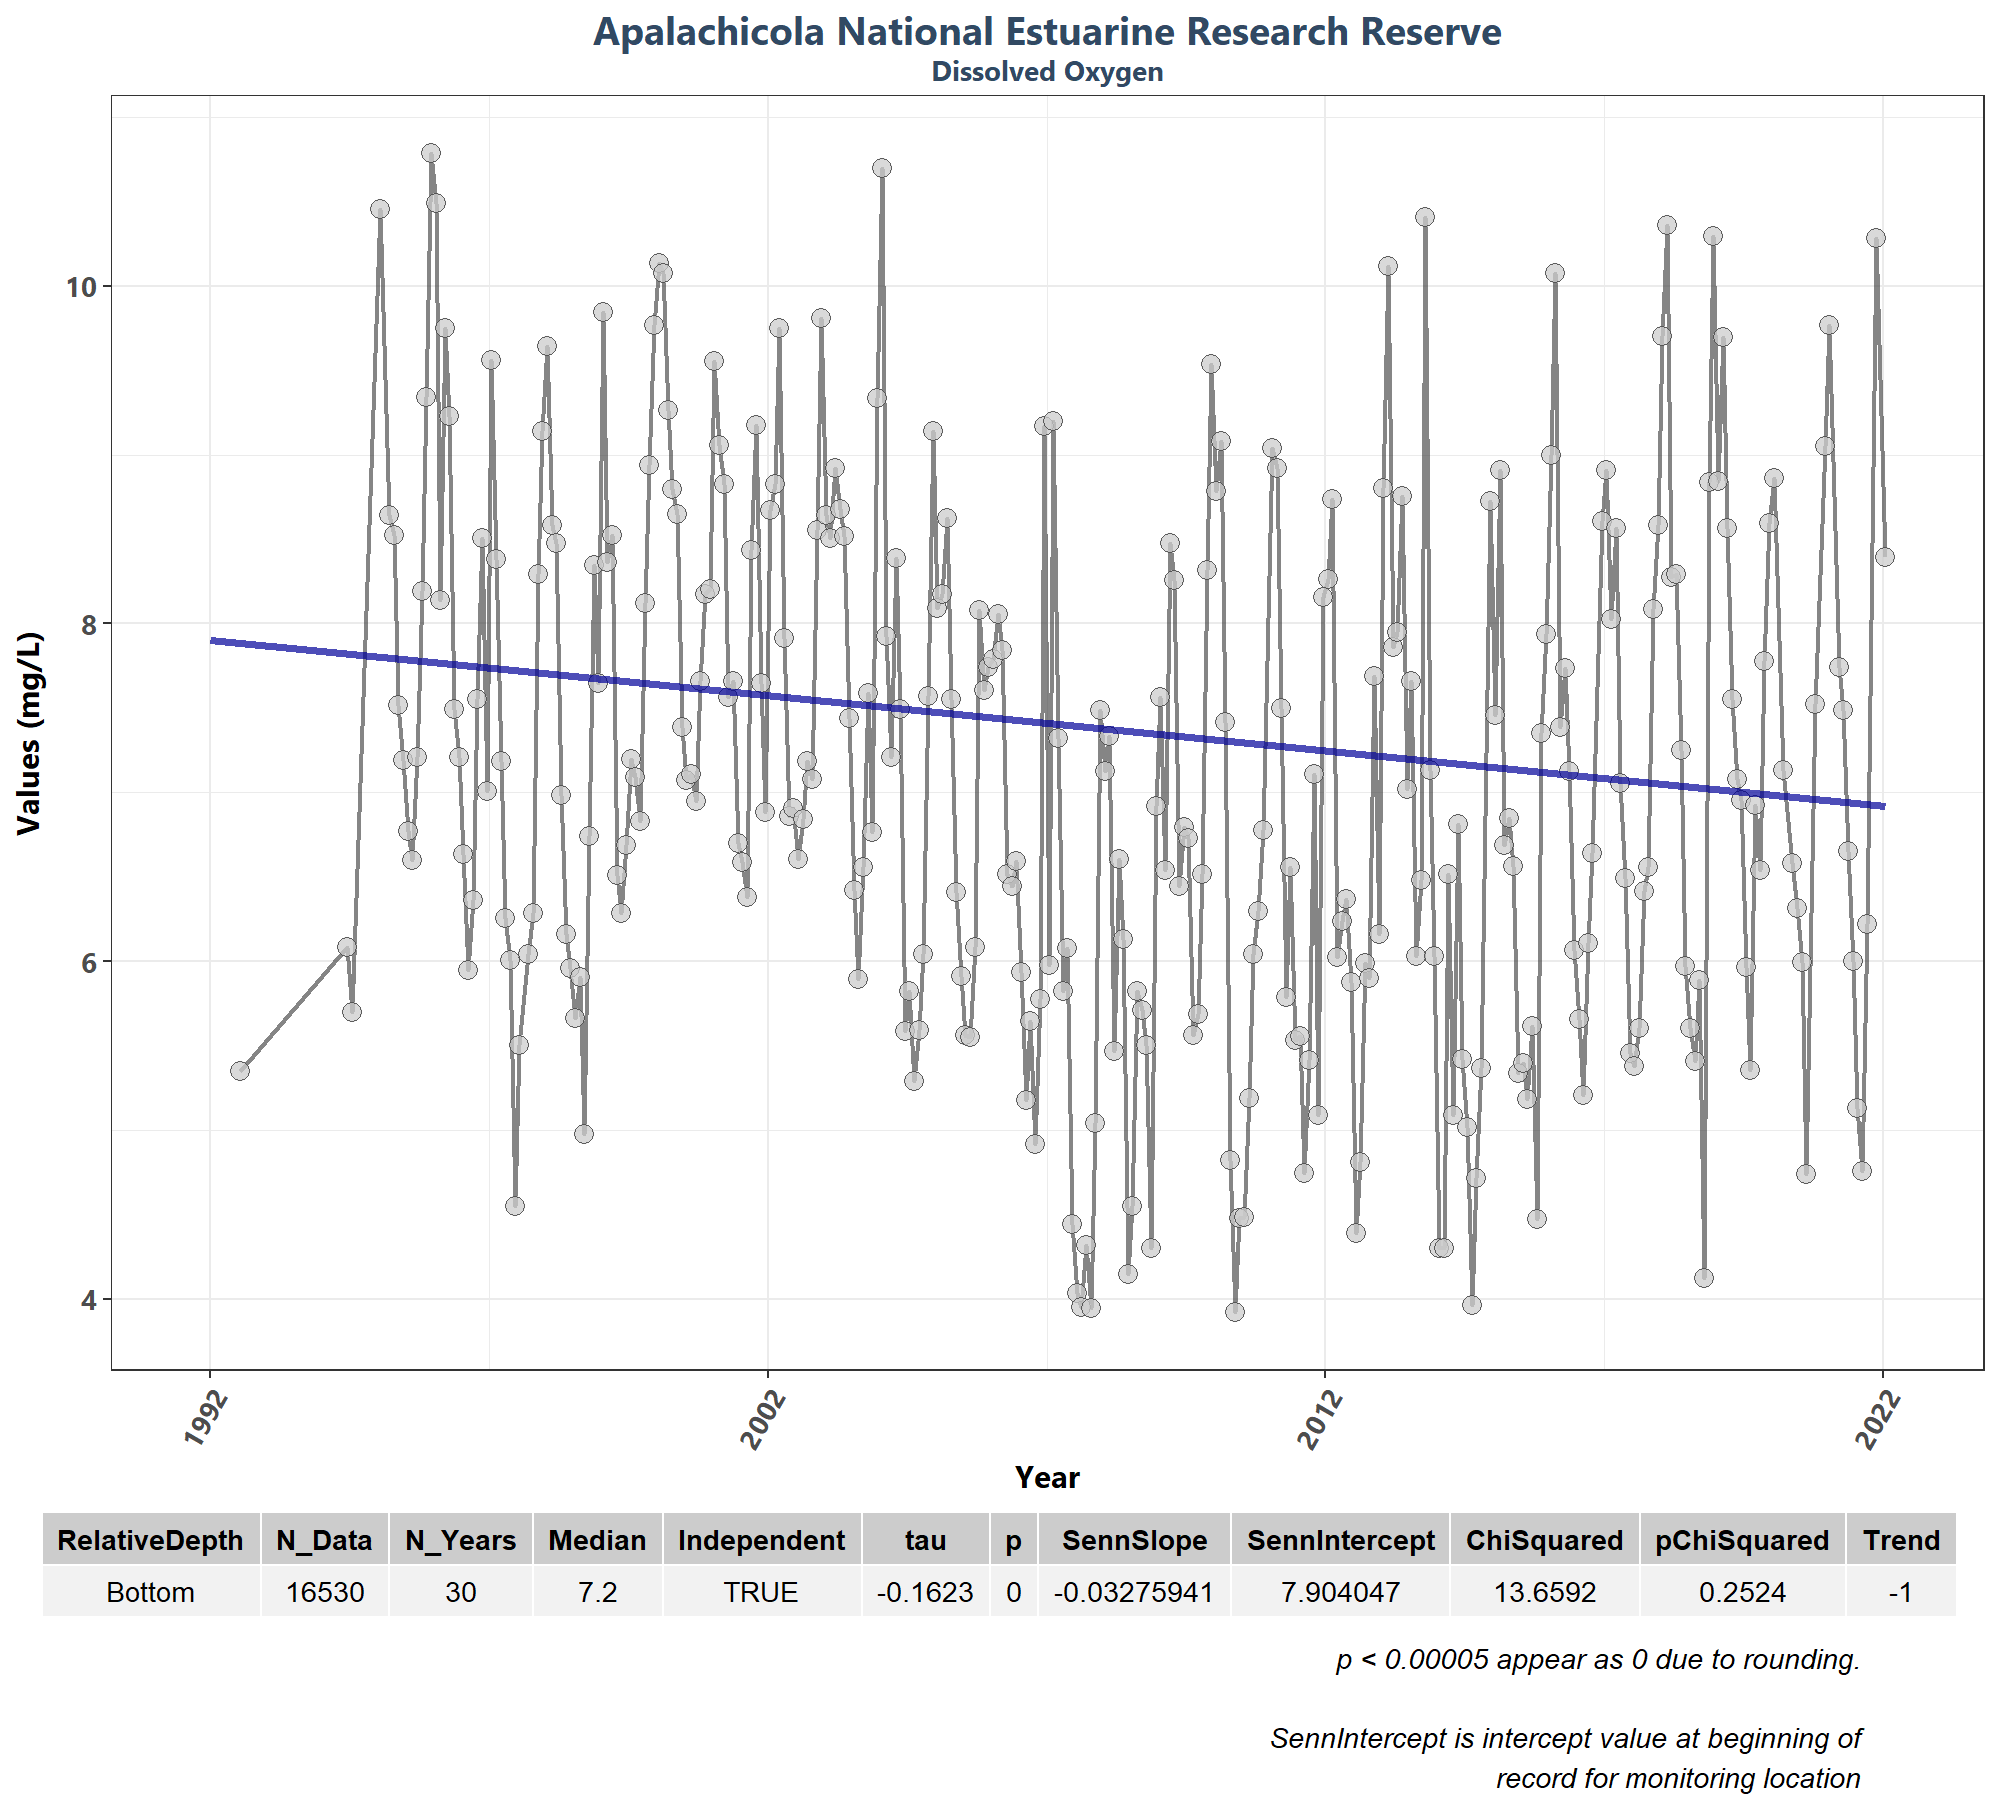 Apalachicola National Estuarine Research Reserve
Dissolved Oxygen
Values (mg/L)
10
8
6
4
1992
2002
2012
2022
Year
RelativeDepth N_Data N_Years Median Independent tau p SennSlope SennIntercept ChiSquared pChiSquared Trend
Bottom 16530 30 7.2 TRUE -0.1623 0 -0.03275941 7.904047 13.6592 0.2524 -1
p < 0.00005 appear as 0 due to rounding.
SennIntercept is intercept value at beginning of
record for monitoring location